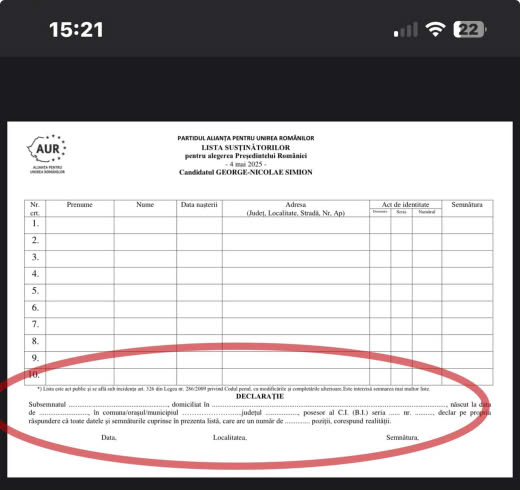 15:21
22
AUR
ALIANȚA PENTRU
UNIREA ROMÂNILOR
PARTIDUL ALIANȚA PENTRU UNIREA ROMÂNILOR
LISTA SUSȚINĂTORILOR
pentru alegerea Președintelui României
- 4 mai 2025 -
Candidatul GEORGE-NICOLAE SIMION
Nr. crt. Prenume Nume Data nașterii Adresa (Județ, Localitate, Stradă, Nr. Ap) Act de identitate Semnătura
Denumire Seria Numărul
1.
2.
3.
4.
5.
6.
7.
8.
9.
10.
*) Lista este act public și se află sub incidența art. 326 din Legea nr. 286/2009 privind Codul penal, cu modificările și completările ulterioare. Este interzisă semnarea mai multor liste.
DECLARAȚIE
Subsemnatul ............................................, domiciliat în ............................................................................., născut la data
de ..................., în comuna/orașul/municipiul ......................județul ............., posesor al C.I. (B.I.) seria ..... nr. ........, declar pe propria
răspundere că toate datele și semnăturile cuprinse în prezenta listă, care are un număr de ............ poziții, corespund realității.
Data, Localitatea, Semnătura,